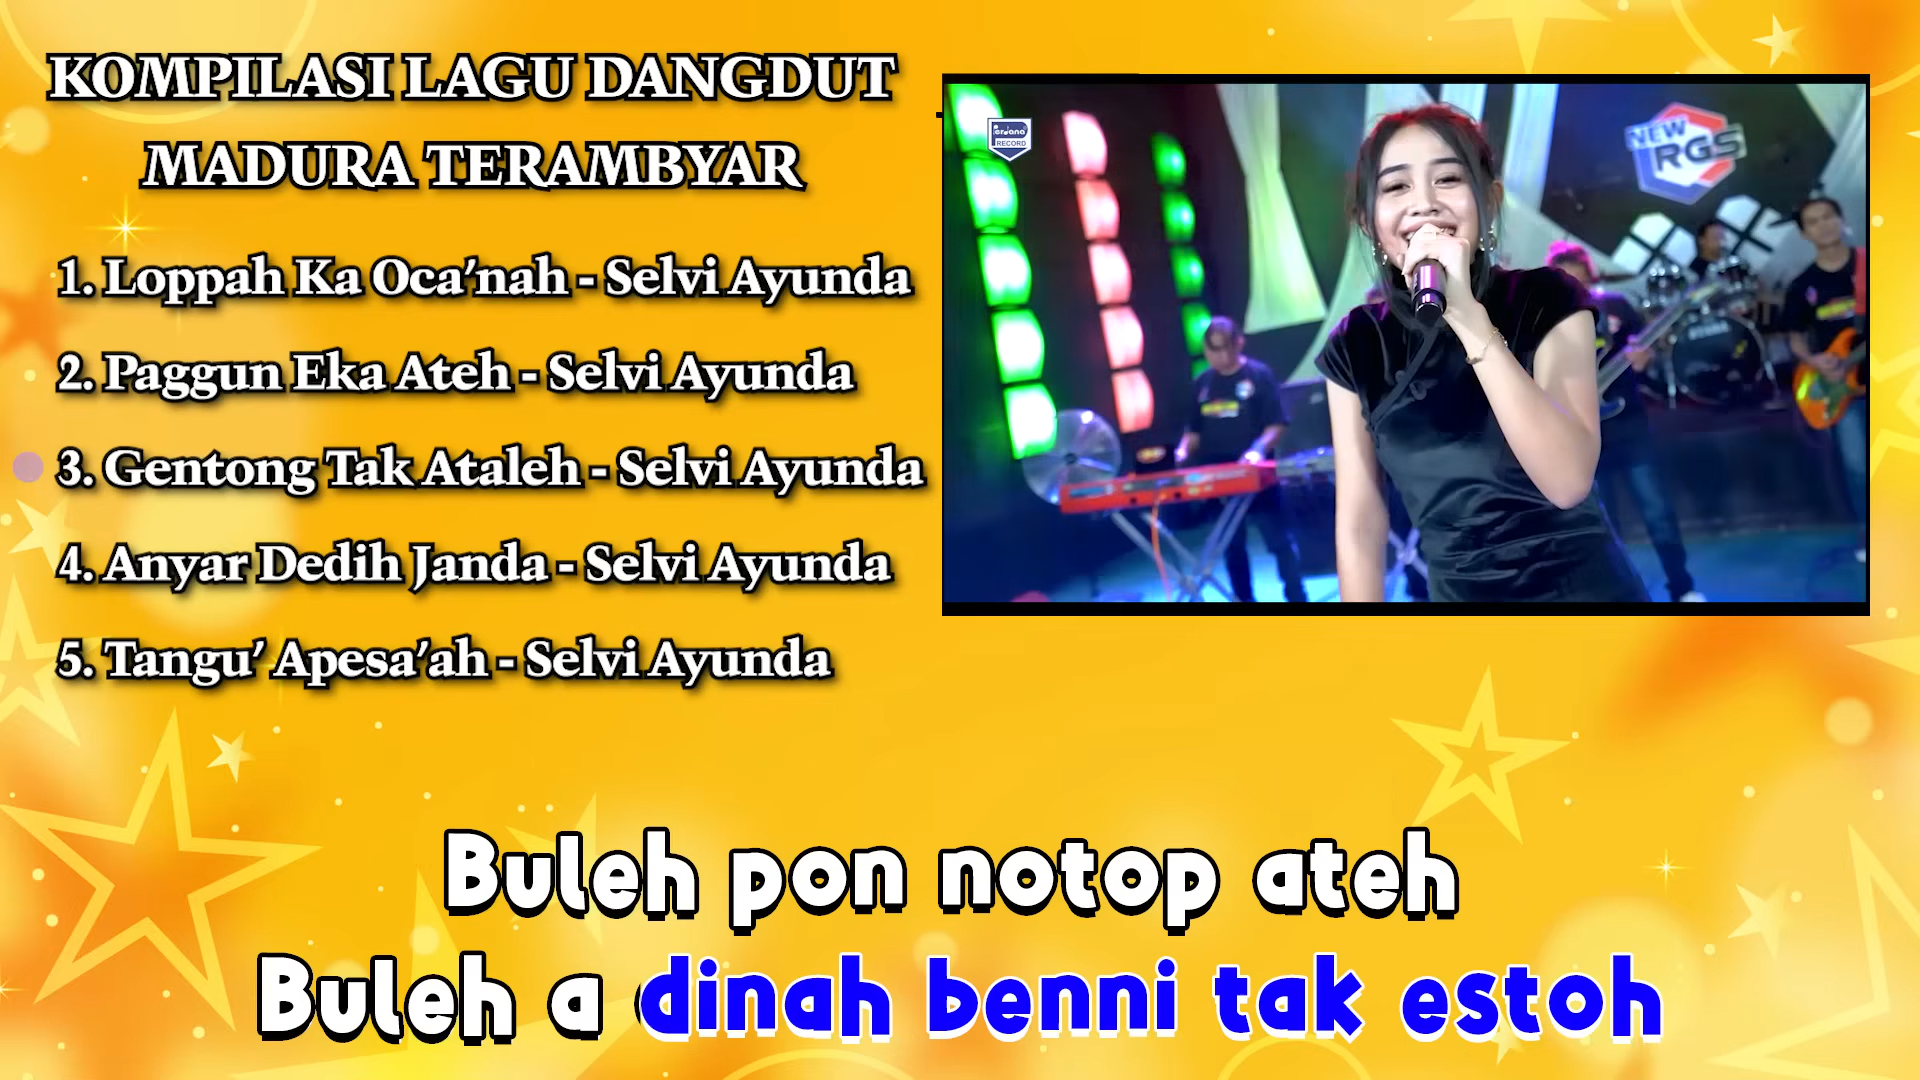 KOMPILASI LAGU DANGDUT
MADURA TERAMBYAR
1. Loppah Ka Oca'nah - Selvi Ayunda
2. Paggun Eka Ateh - Selvi Ayunda
3. Gentong Tak Ataleh - Selvi Ayunda
4. Anyar Dedih Janda - Selvi Ayunda
5. Tangu' Apesa'ah - Selvi Ayunda
Perdana
RECORD
NEW
RGS
Buleh pon notop ateh
Buleh a dinah benni tak estoh